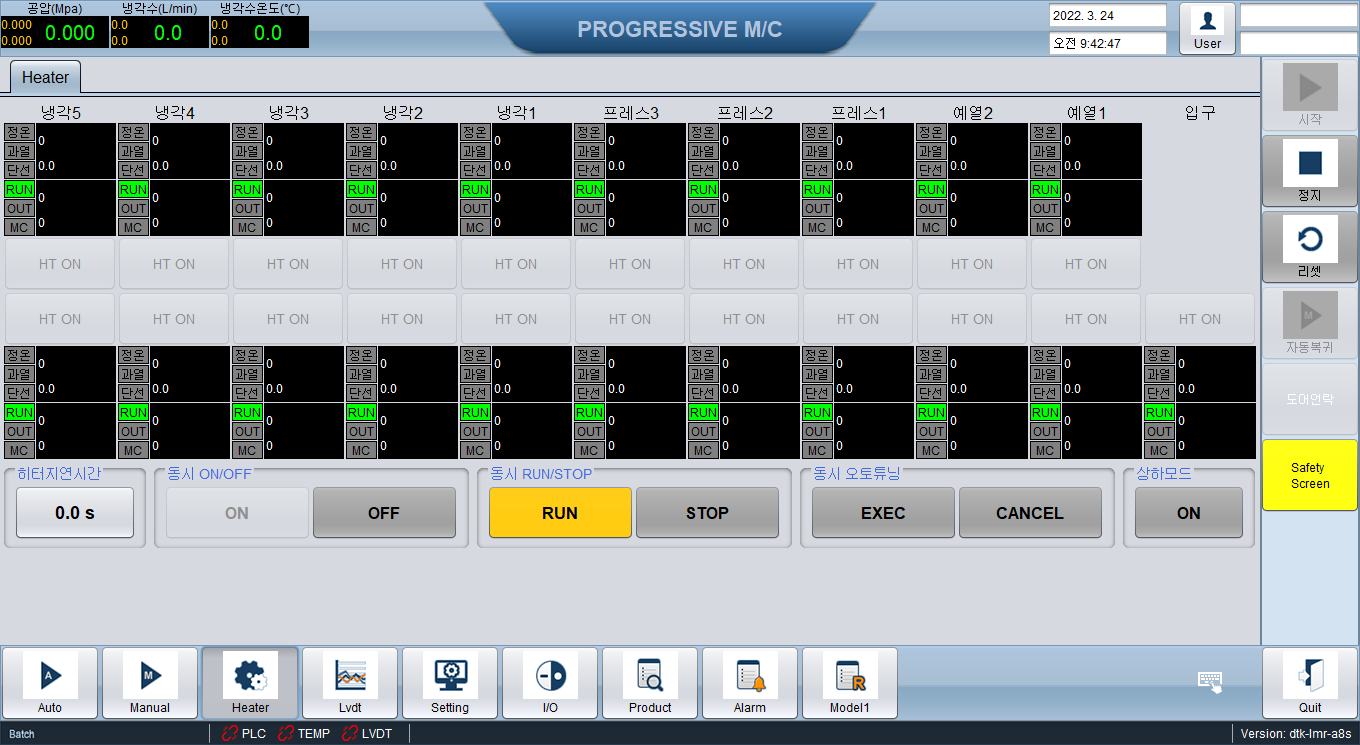 공압(Mpa) 냉각수(L/min) 냉각수온도(℃)
0.000 0.000 0.0 0.0 0.0 0.0
0.000 0.0 0.0
PROGRESSIVE M/C
2022. 3. 24
오전 9:42:47
User
Heater
냉각5 냉각4 냉각3 냉각2 냉각1 프레스3 프레스2 프레스1 예열2 예열1 입구
정온 정온 정온 정온 정온 정온 정온 정온 정온 정온
0 0 0 0 0 0 0 0 0 0
과열 과열 과열 과열 과열 과열 과열 과열 과열 과열
0.0 0.0 0.0 0.0 0.0 0.0 0.0 0.0 0.0 0.0
단선 단선 단선 단선 단선 단선 단선 단선 단선 단선
RUN RUN RUN RUN RUN RUN RUN RUN RUN RUN
0 0 0 0 0 0 0 0 0 0
OUT OUT OUT OUT OUT OUT OUT OUT OUT OUT
0 0 0 0 0 0 0 0 0 0
MC MC MC MC MC MC MC MC MC MC
HT ON HT ON HT ON HT ON HT ON HT ON HT ON HT ON HT ON HT ON
HT ON HT ON HT ON HT ON HT ON HT ON HT ON HT ON HT ON HT ON HT ON
정온 정온 정온 정온 정온 정온 정온 정온 정온 정온 정온
0 0 0 0 0 0 0 0 0 0 0
과열 과열 과열 과열 과열 과열 과열 과열 과열 과열 과열
0.0 0.0 0.0 0.0 0.0 0.0 0.0 0.0 0.0 0.0 0.0
단선 단선 단선 단선 단선 단선 단선 단선 단선 단선 단선
RUN RUN RUN RUN RUN RUN RUN RUN RUN RUN RUN
0 0 0 0 0 0 0 0 0 0 0
OUT OUT OUT OUT OUT OUT OUT OUT OUT OUT OUT
0 0 0 0 0 0 0 0 0 0 0
MC MC MC MC MC MC MC MC MC MC MC
히터지연시간 동시 ON/OFF 동시 RUN/STOP 동시 오토튜닝 상하모드
0.0 s ON OFF RUN STOP EXEC CANCEL ON
시작
정지
리셋
M
자동복귀
도어언락
Safety
Screen
A M R
Auto Manual Heater Lvdt Setting I/O Product Alarm Model1 Quit
Batch PLC TEMP LVDT Version: dtk-lmr-a8s